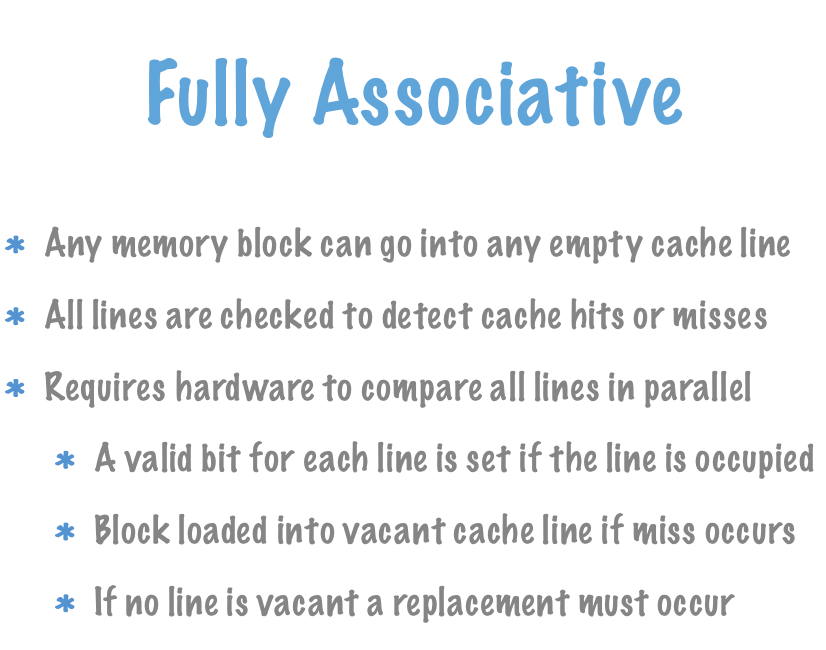 Fully Associative
* Any memory block can go into any empty cache line
* All lines are checked to detect cache hits or misses
* Requires hardware to compare all lines in parallel
* A valid bit for each line is set if the line is occupied
* Block loaded into vacant cache line if miss occurs
* If no line is vacant a replacement must occur